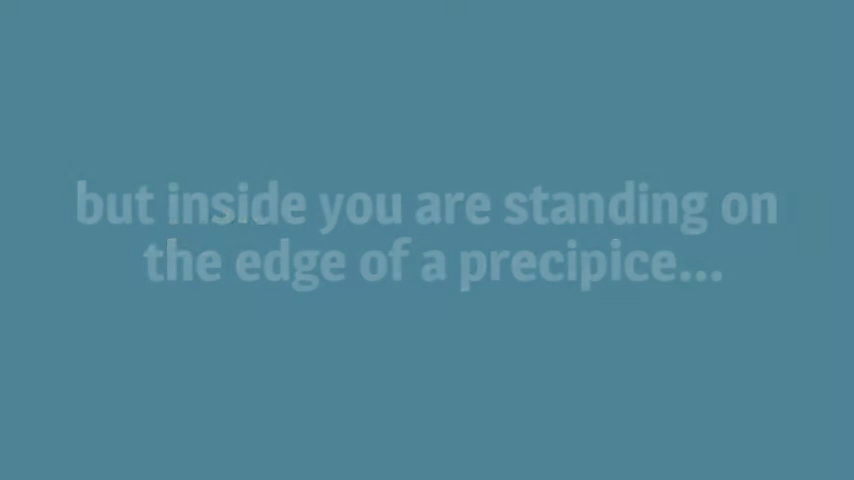 but inside you are standing on
the edge of a precipice...